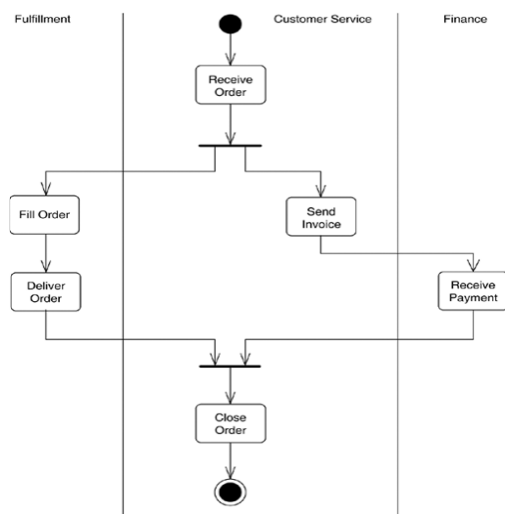 Fulfillment
Customer Service
Finance
Receive
Order
Fill Order
Send
Invoice
Deliver
Order
Receive
Payment
Close
Order